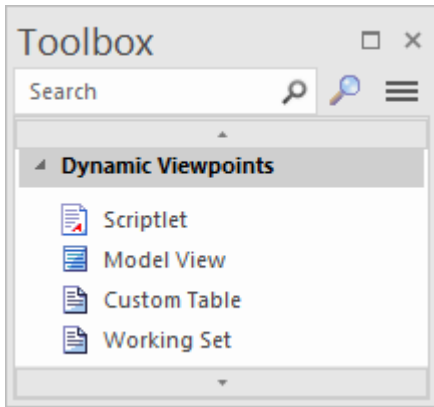 Toolbox
Search
Dynamic Viewpoints
Scriptlet
Model View
Custom Table
Working Set